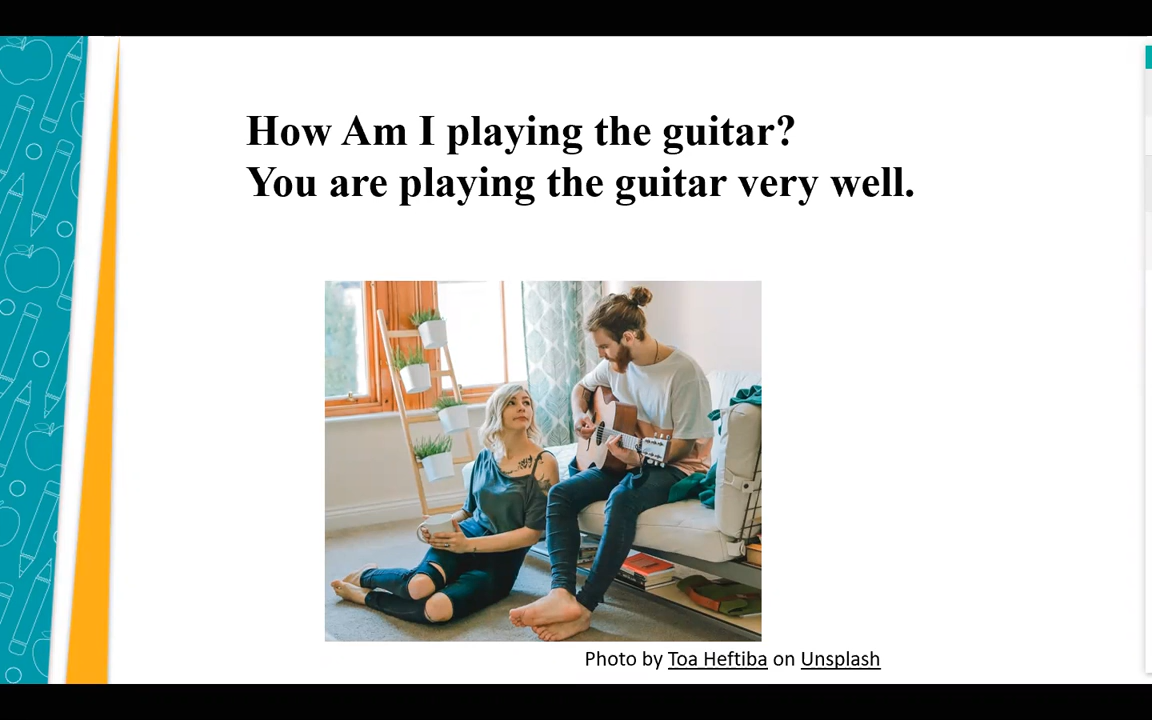 How Am I playing the guitar?
You are playing the guitar very well.
Photo by Toa Heftiba on Unsplash